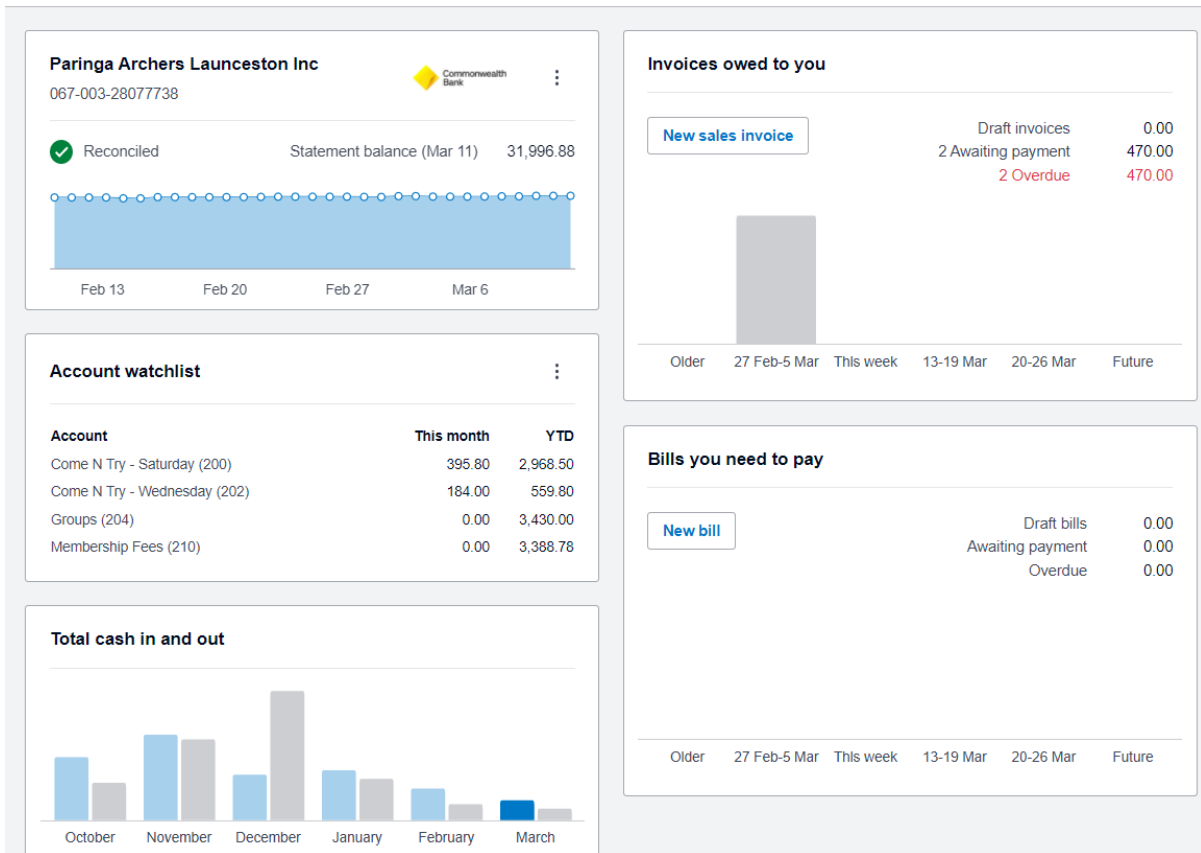 Paringa Archers Launceston Inc
067-003-28077738
Commonwealth
Bank
Reconciled
Statement balance (Mar 11) 31,996.88
Feb 13 Feb 20 Feb 27 Mar 6
Account watchlist
Account This month YTD
Come N Try - Saturday (200) 395.80 2,968.50
Come N Try - Wednesday (202) 184.00 559.80
Groups (204) 0.00 3,430.00
Membership Fees (210) 0.00 3,388.78
Total cash in and out
October November December January February March
Invoices owed to you
New sales invoice
Draft invoices 0.00
2 Awaiting payment 470.00
2 Overdue 470.00
Older 27 Feb-5 Mar This week 13-19 Mar 20-26 Mar Future
Bills you need to pay
New bill
Draft bills 0.00
Awaiting payment 0.00
Overdue 0.00
Older 27 Feb-5 Mar This week 13-19 Mar 20-26 Mar Future